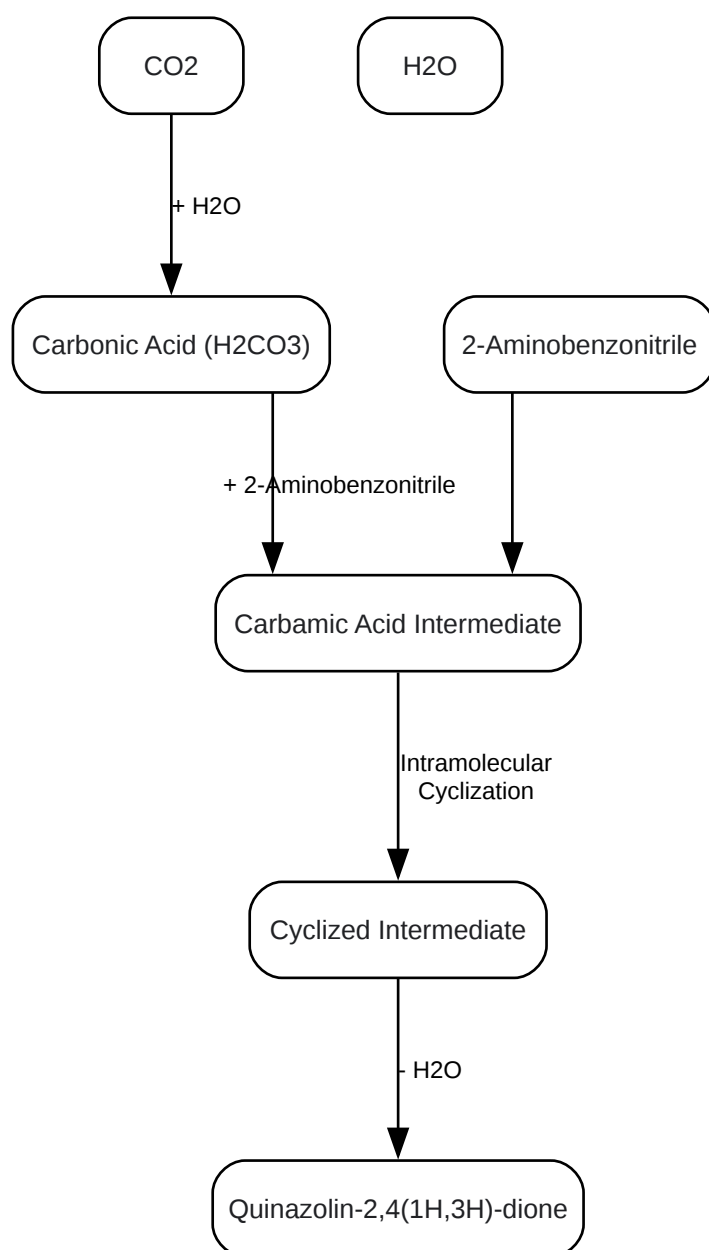 CO2
H2O
+ H2O
Carbonic Acid (H2CO3)
2-Aminobenzonitrile
+ 2-Aminobenzonitrile
Carbamic Acid Intermediate
Intramolecular
Cyclization
Cyclized Intermediate
- H2O
Quinazolin-2,4(1H,3H)-dione